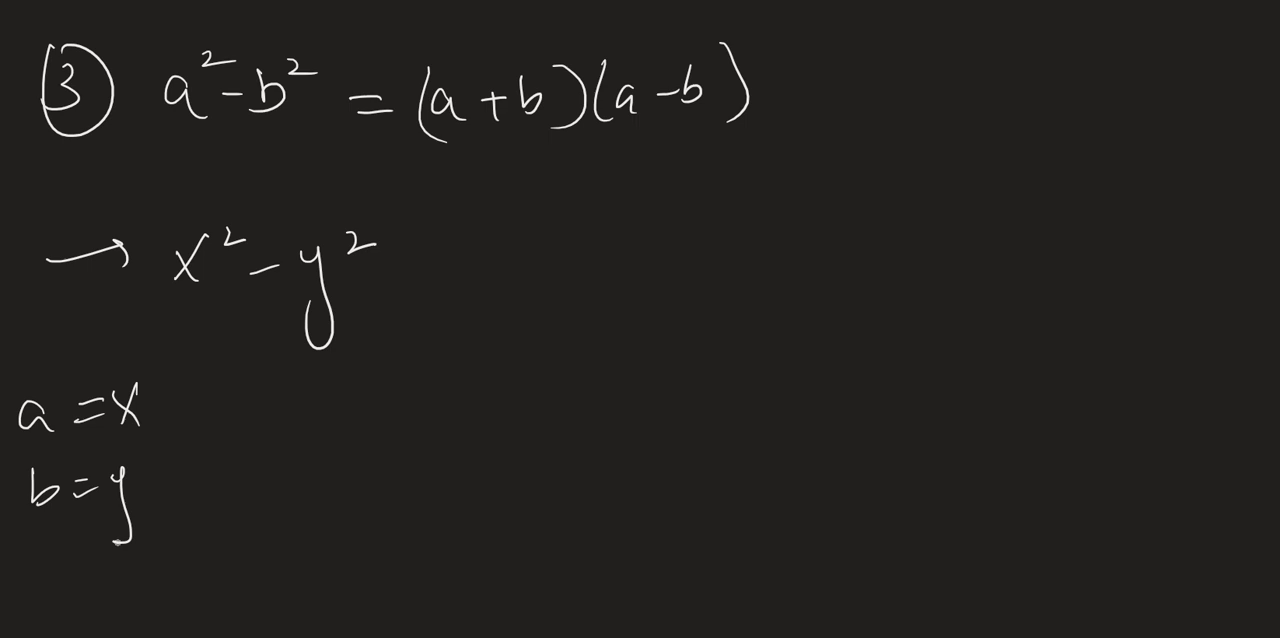 ③ a² - b² = (a + b)(a - b)
→ x² - y²
a = x
b = y